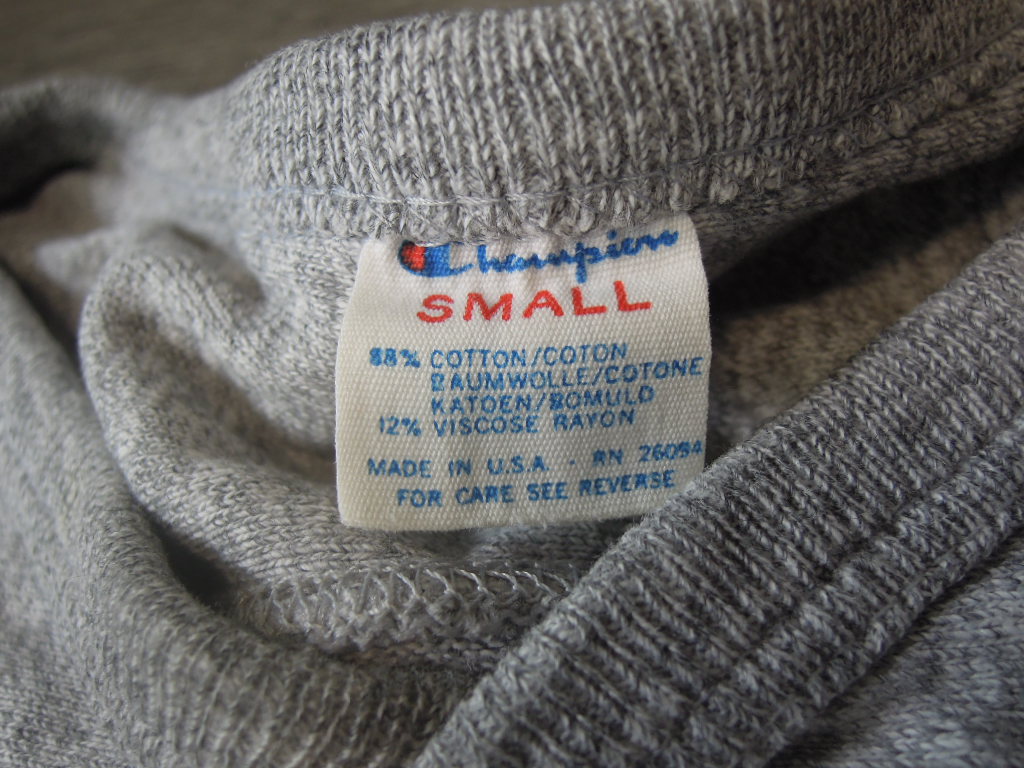 Champion
SMALL
88% COTTON/COTON
BAUMWOLLE/COTONE
KATOEN/BOMULD
12% VISCOSE RAYON
MADE IN U.S.A. - RN 26094
FOR CARE SEE REVERSE